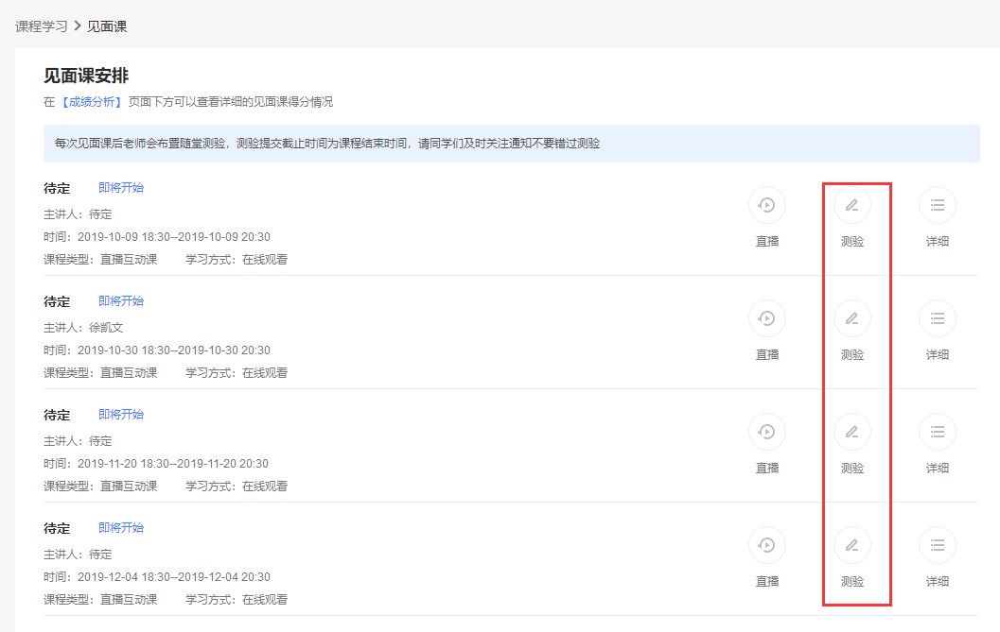 课程学习 > 见面课
见面课安排
在 【成绩分析】 页面下方可以查看详细的见面课得分情况
每次见面课后老师会布置随堂测验，测验提交截止时间为课程结束时间，请同学们及时关注通知不要错过测验
待定 即将开始
主讲人：待定
时间：2019-10-09 18:30--2019-10-09 20:30
课程类型：直播互动课 学习方式：在线观看
直播 测验 详细
待定 即将开始
主讲人：徐凯文
时间：2019-10-30 18:30--2019-10-30 20:30
课程类型：直播互动课 学习方式：在线观看
直播 测验 详细
待定 即将开始
主讲人：待定
时间：2019-11-20 18:30--2019-11-20 20:30
课程类型：直播互动课 学习方式：在线观看
直播 测验 详细
待定 即将开始
主讲人：待定
时间：2019-12-04 18:30--2019-12-04 20:30
课程类型：直播互动课 学习方式：在线观看
直播 测验 详细